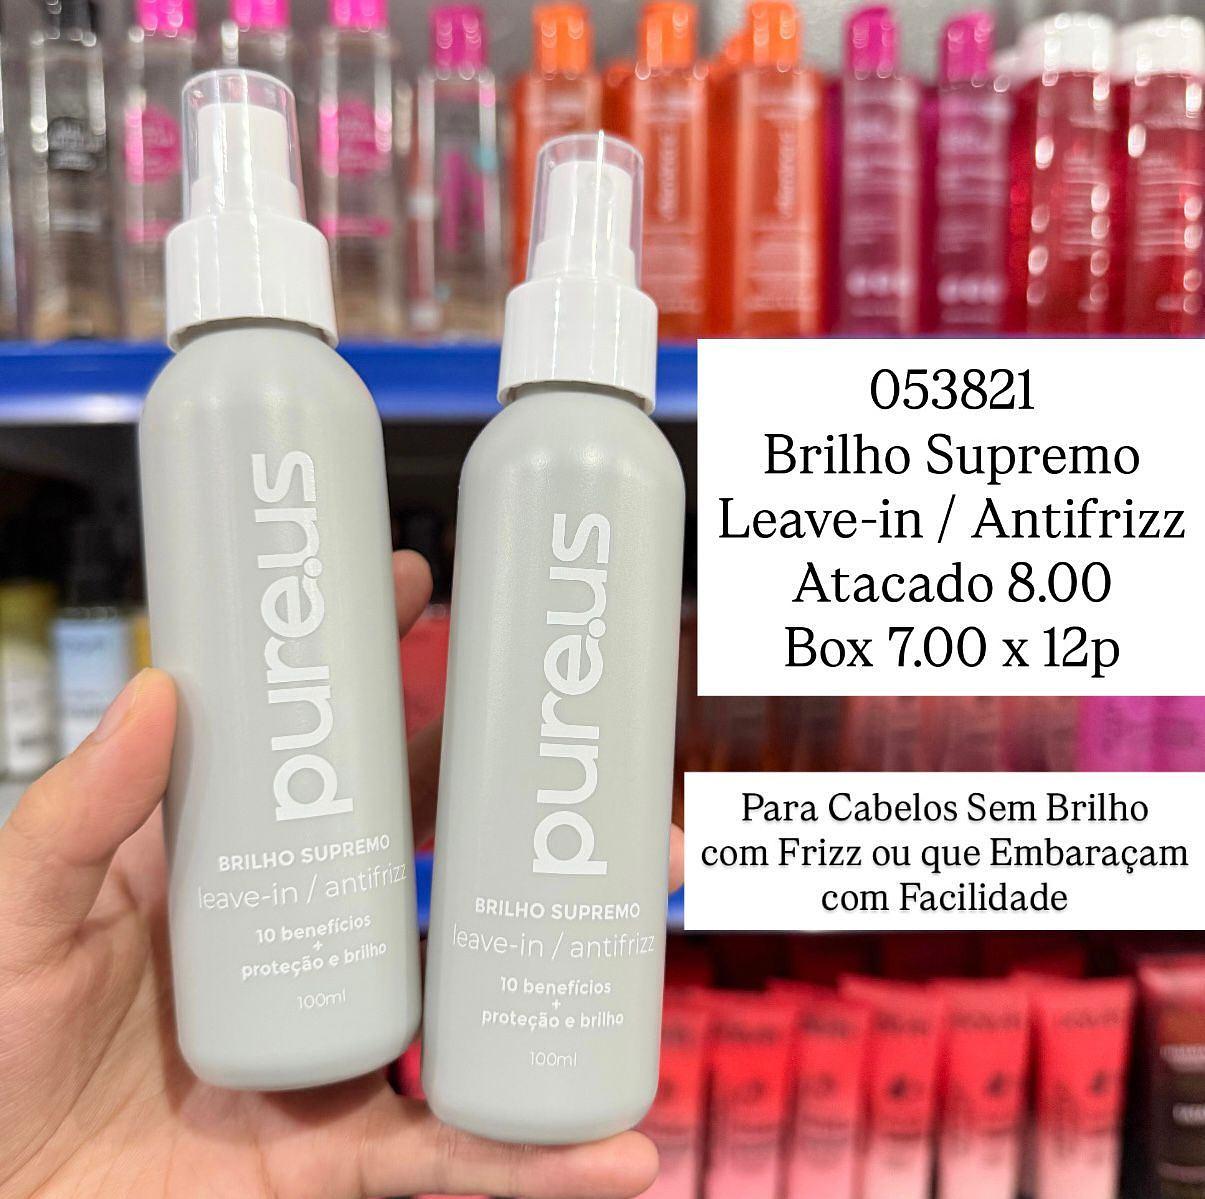 pure.us
BRILHO SUPREMO
leave-in / antifrizz
10 benefícios
+
proteção e brilho
100ml
pure.us
BRILHO SUPREMO
leave-in / antifrizz
10 benefícios
+
proteção e brilho
100ml
053821
Brilho Supremo
Leave-in / Antifrizz
Atacado 8.00
Box 7.00 x 12p
Para Cabelos Sem Brilho
com Frizz ou que Embaraçam
com Facilidade